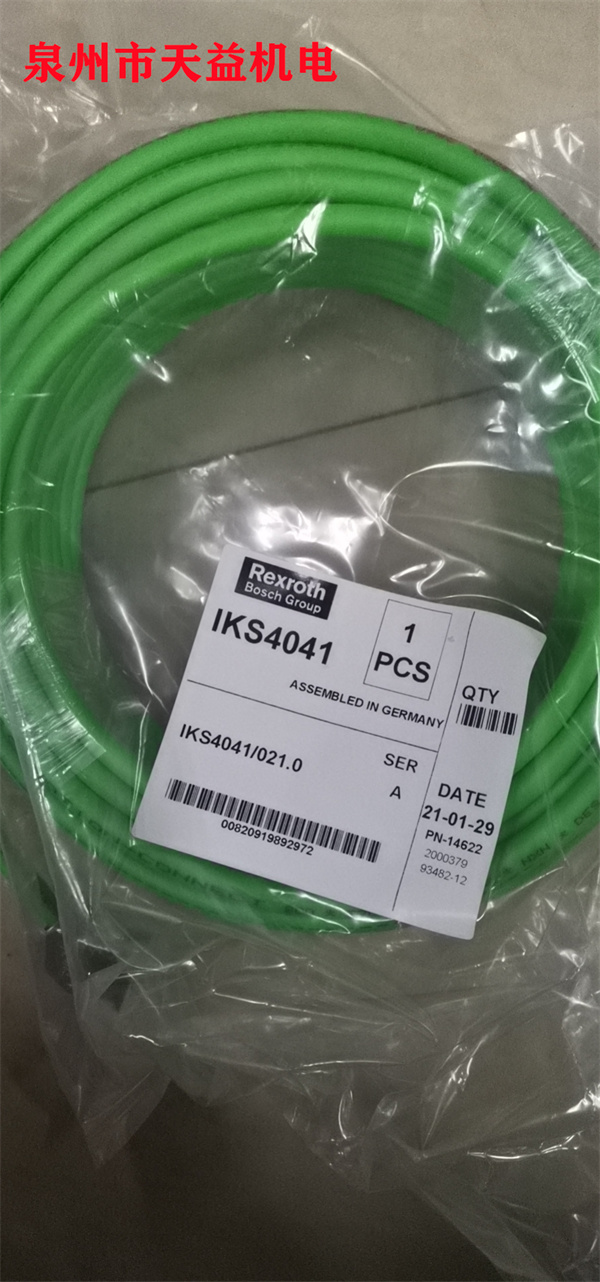 泉州市天益机电
Rexroth
Bosch Group
IKS4041
1
PCS
ASSEMBLED IN GERMANY
QTY
IKS4041/021.0
SER
A
00820919892972
DATE
21-01-29
PN-14622
2000379
93482-12